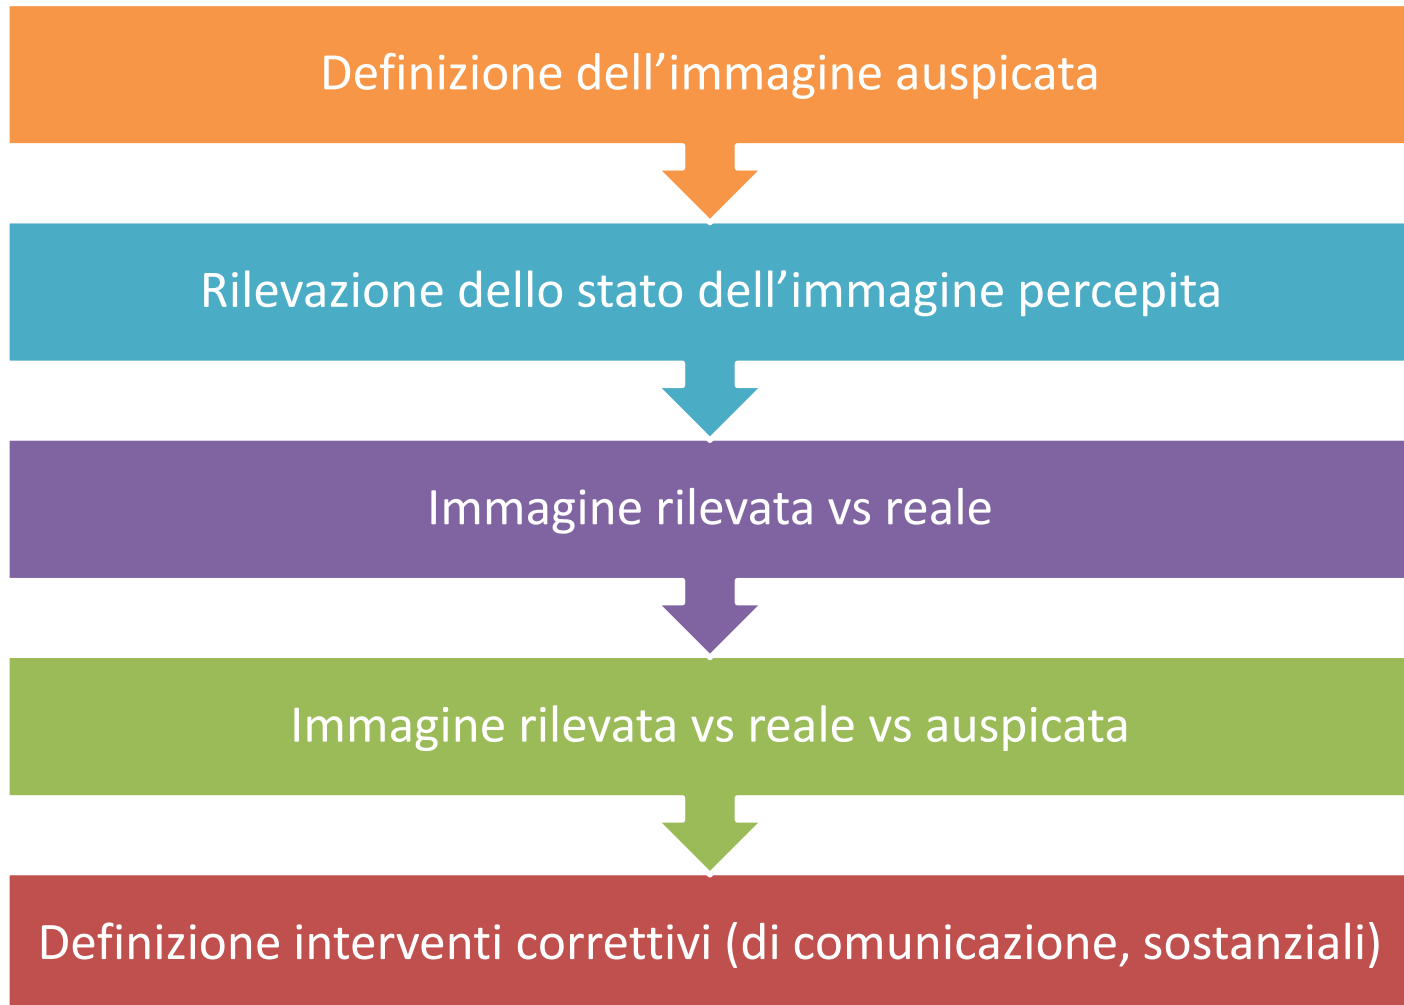 Definizione dell’immagine auspicata
Rilevazione dello stato dell’immagine percepita
Immagine rilevata vs reale
Immagine rilevata vs reale vs auspicata
Definizione interventi correttivi (di comunicazione, sostanziali)